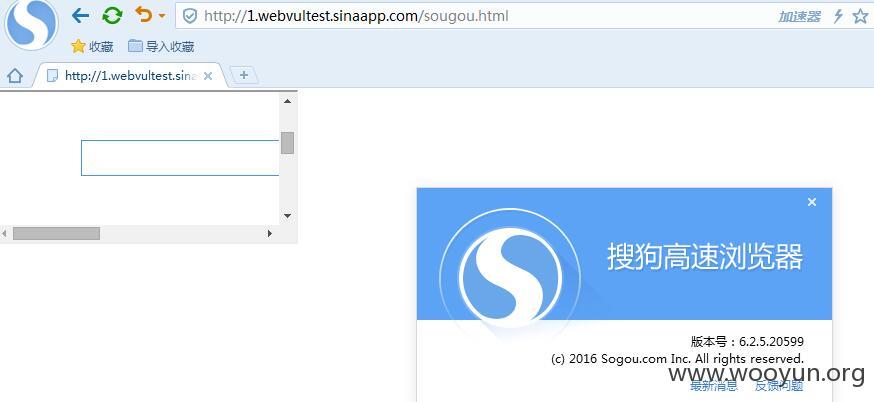 http://1.webvultest.sinaapp.com/sougou.html 加速器
收藏 导入收藏
http://1.webvultest.sina
搜狗高速浏览器
版本号：6.2.5.20599
(c) 2016 Sogou.com Inc. All rights reserved.
www.wooyun.org
最新消息 反馈问题